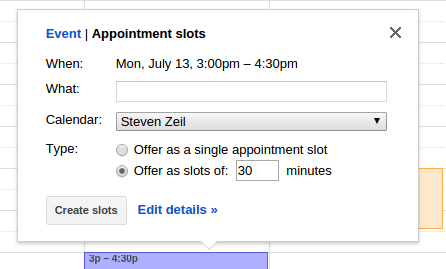 Event | Appointment slots
When: Mon, July 13, 3:00pm – 4:30pm
What:
Calendar: Steven Zeil
Type: Offer as a single appointment slot
Offer as slots of: 30 minutes
Create slots Edit details »
3p – 4:30p